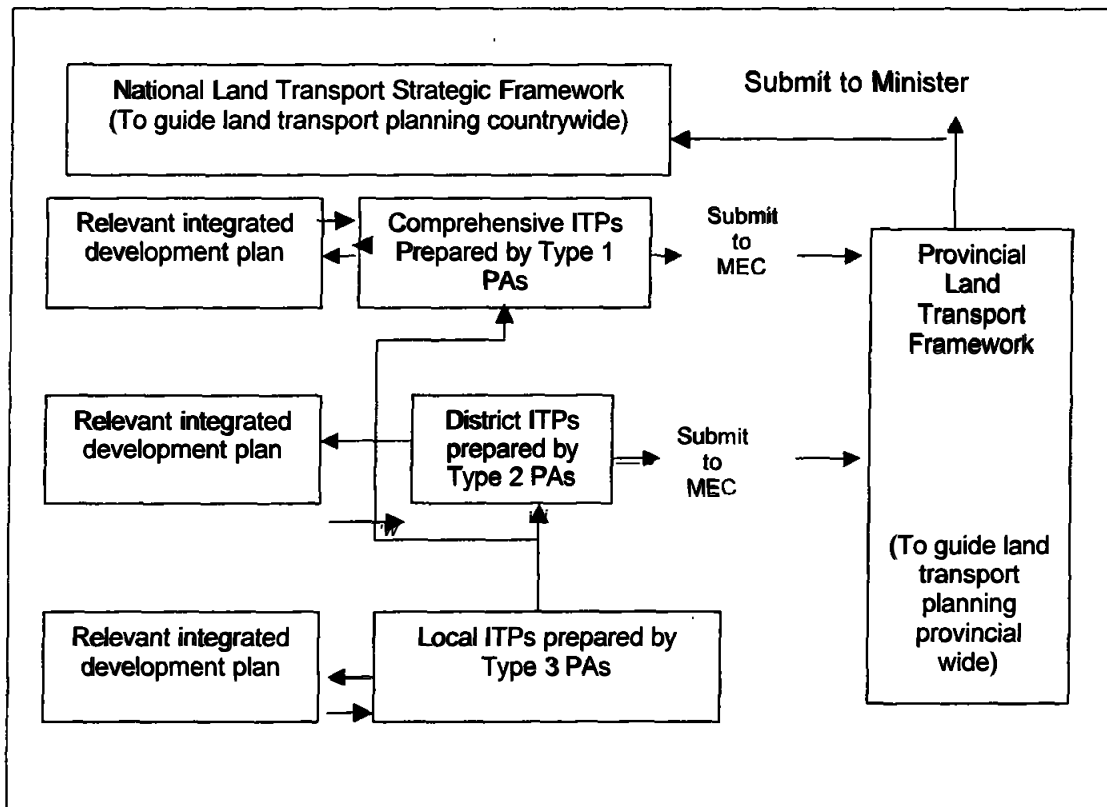 National Land Transport Strategic Framework
(To guide land transport planning countrywide)
Submit to Minister
Relevant integrated
development plan
Comprehensive ITPs
Prepared by Type 1
PAs
Submit
to
MEC
Provincial
Land
Transport
Framework
Relevant integrated
development plan
District ITPs
prepared by
Type 2 PAs
Submit
to
MEC
(To guide land
transport
planning
provincial
wide)
Relevant integrated
development plan
Local ITPs prepared by
Type 3 PAs